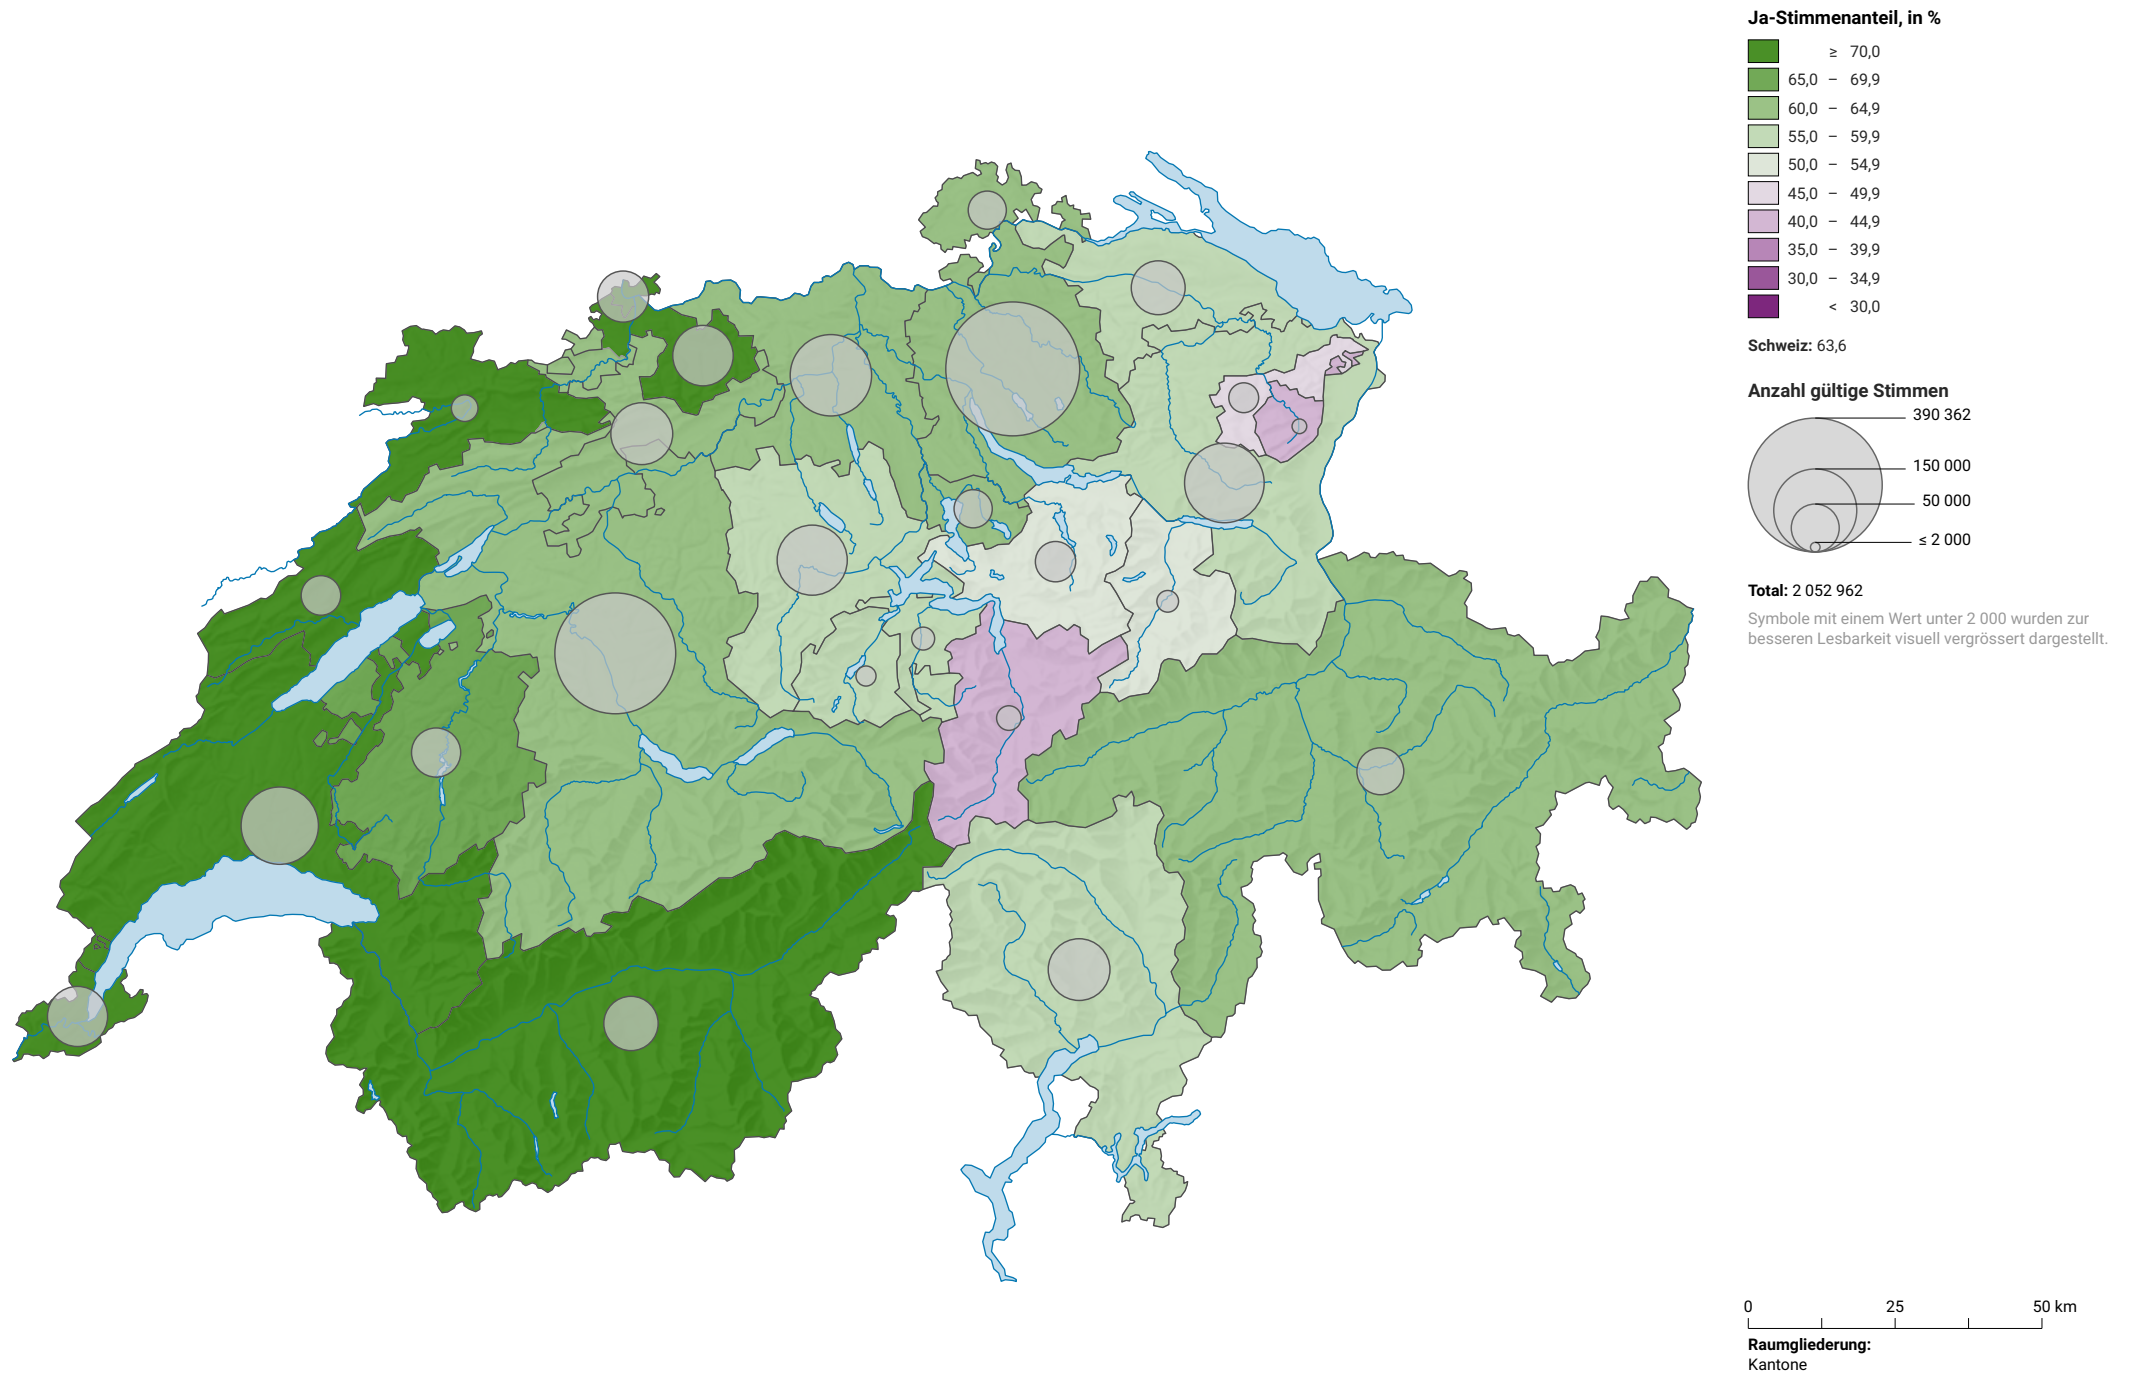 Ja-Stimmenanteil, in %
≥ 70,0
65,0 – 69,9
60,0 – 64,9
55,0 – 59,9
50,0 – 54,9
45,0 – 49,9
40,0 – 44,9
35,0 – 39,9
30,0 – 34,9
< 30,0
Schweiz: 63,6
Anzahl gültige Stimmen
390 362
150 000
50 000
≤ 2 000
Total: 2 052 962
Symbole mit einem Wert unter 2 000 wurden zur
besseren Lesbarkeit visuell vergrössert dargestellt.
0 25 50 km
Raumgliederung:
Kantone